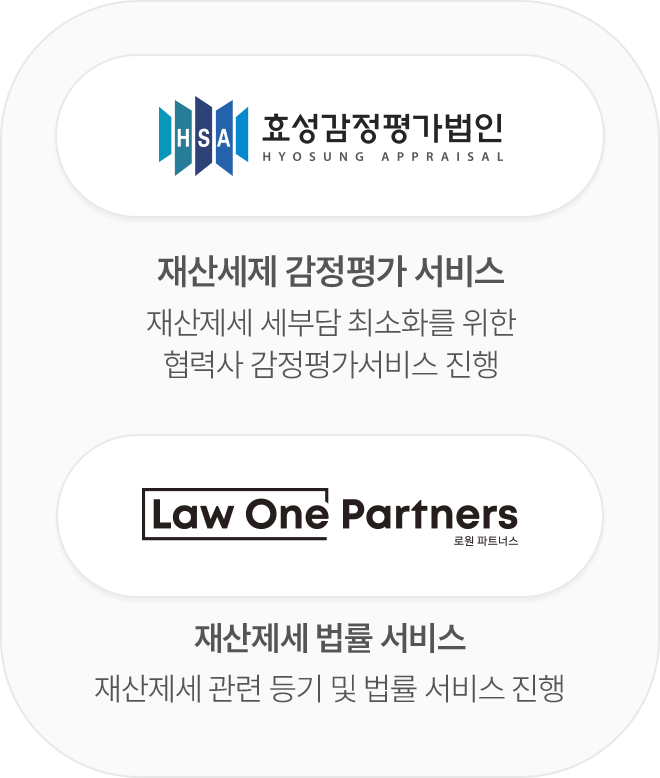 HSA 효성감정평가법인
HYOSUNG APPRAISAL
재산세제 감정평가 서비스
재산제세 세부담 최소화를 위한
협력사 감정평가서비스 진행
Law One Partners
로원 파트너스
재산제세 법률 서비스
재산제세 관련 등기 및 법률 서비스 진행